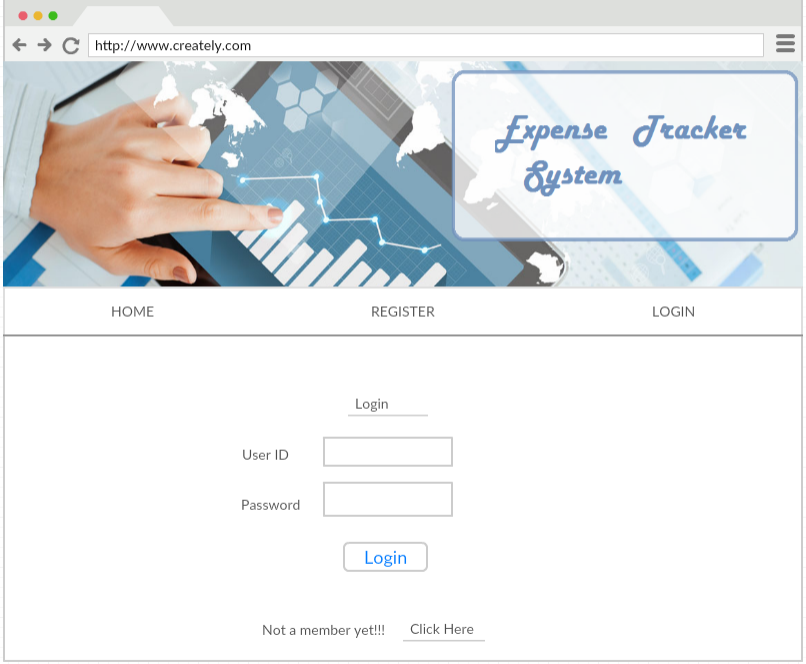 http://www.creately.com
Expense Tracker
System
HOME REGISTER LOGIN
Login
User ID
Password
Login
Not a member yet!!! Click Here